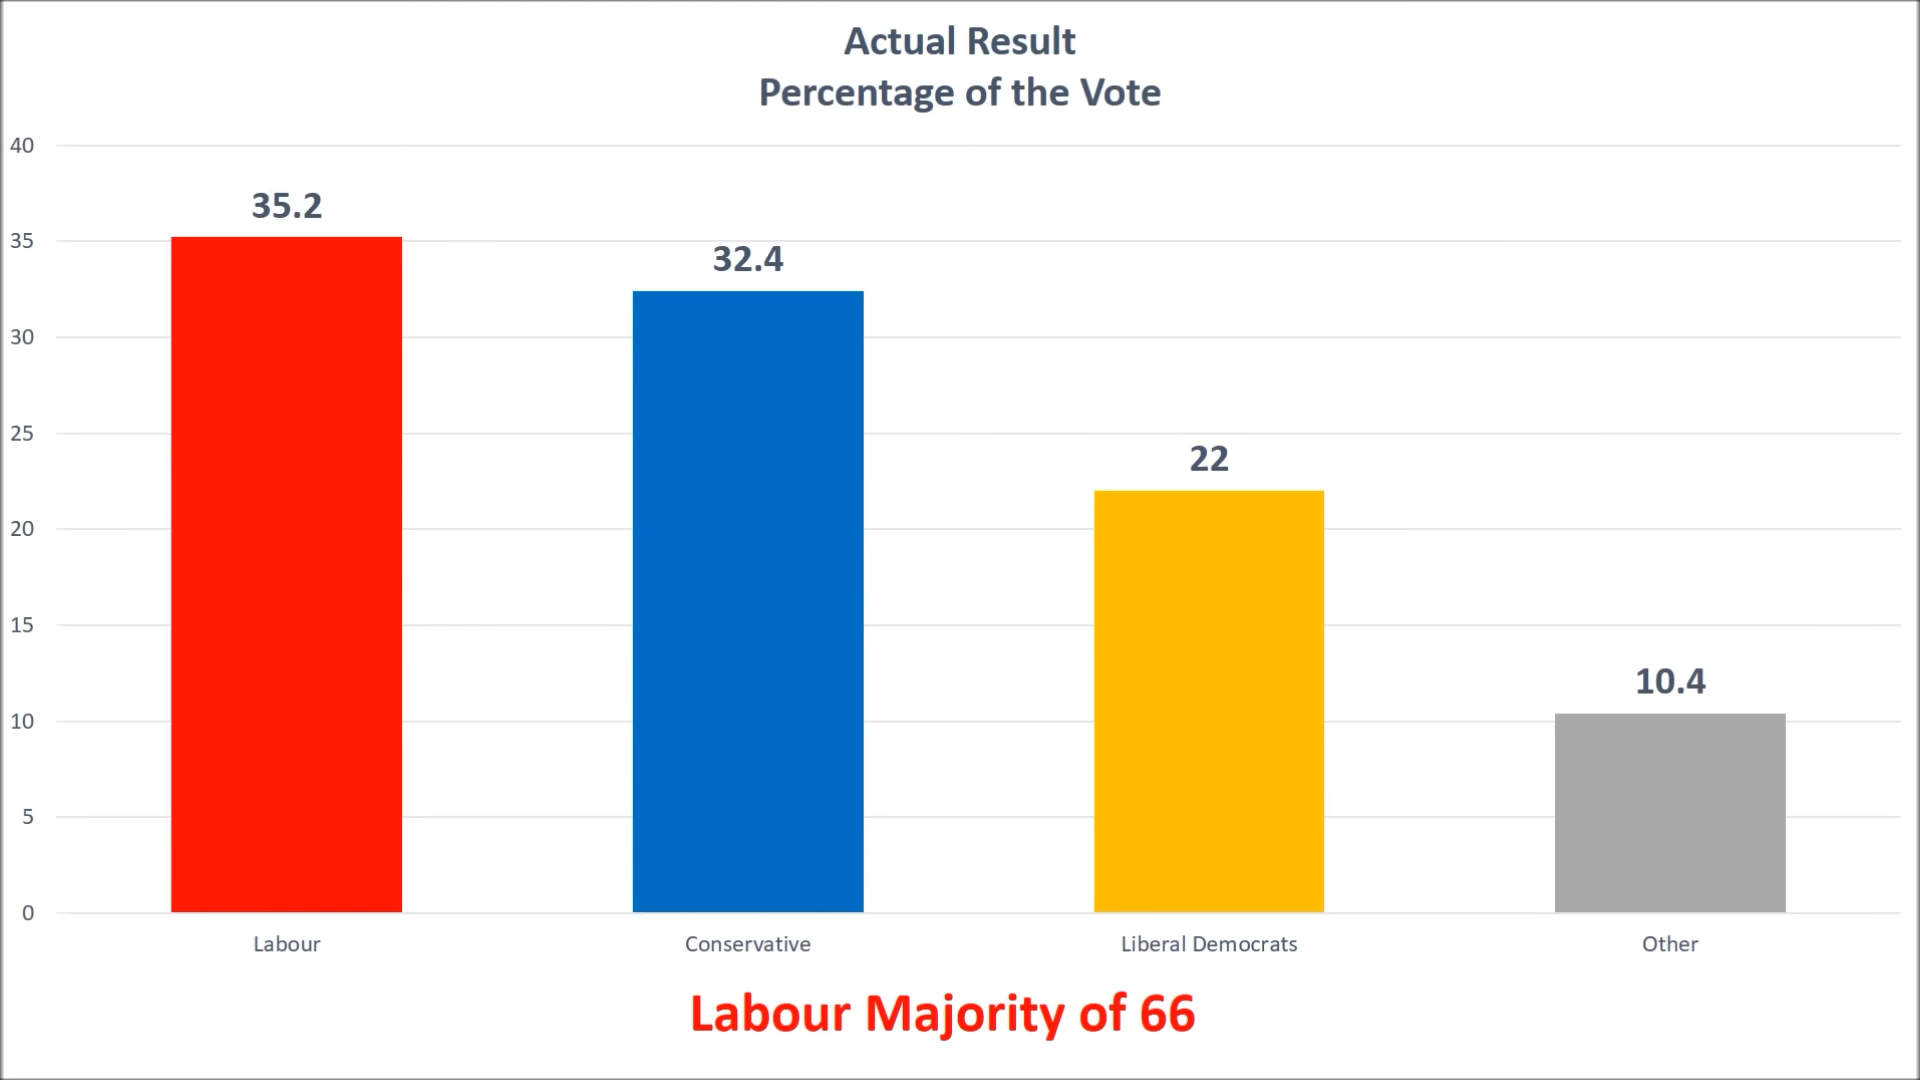 Actual Result
Percentage of the Vote
40
35
30
25
20
15
10
5
0
35.2
32.4
22
10.4
Labour
Conservative
Liberal Democrats
Other
Labour Majority of 66